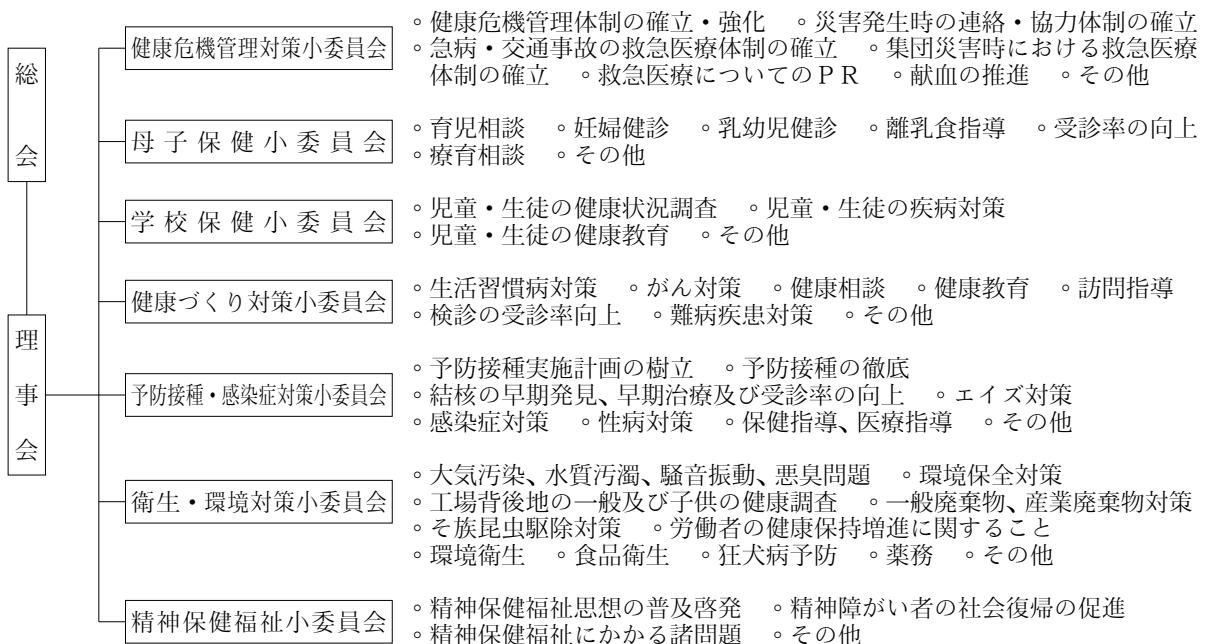 総会
理事会
健康危機管理対策小委員会
◦健康危機管理体制の確立・強化　◦災害発生時の連絡・協力体制の確立
◦急病・交通事故の救急医療体制の確立　◦集団災害時における救急医療
体制の確立　◦救急医療についてのＰＲ　◦献血の推進　◦その他
母子保健小委員会
◦育児相談　◦妊婦健診　◦乳幼児健診　◦離乳食指導　◦受診率の向上
◦療育相談　◦その他
学校保健小委員会
◦児童・生徒の健康状況調査　◦児童・生徒の疾病対策
◦児童・生徒の健康教育　◦その他
健康づくり対策小委員会
◦生活習慣病対策　◦がん対策　◦健康相談　◦健康教育　◦訪問指導
◦検診の受診率向上　◦難病疾患対策　◦その他
予防接種・感染症対策小委員会
◦予防接種実施計画の樹立　◦予防接種の徹底
◦結核の早期発見、早期治療及び受診率の向上　◦エイズ対策
◦感染症対策　◦性病対策　◦保健指導、医療指導　◦その他
衛生・環境対策小委員会
◦大気汚染、水質汚濁、騒音振動、悪臭問題　◦環境保全対策
◦工場背後地の一般及び子供の健康調査　◦一般廃棄物、産業廃棄物対策
◦そ族昆虫駆除対策　◦労働者の健康保持増進に関すること
◦環境衛生　◦食品衛生　◦狂犬病予防　◦薬務　◦その他
精神保健福祉小委員会
◦精神保健福祉思想の普及啓発　◦精神障がい者の社会復帰の促進
◦精神保健福祉にかかる諸問題　◦その他